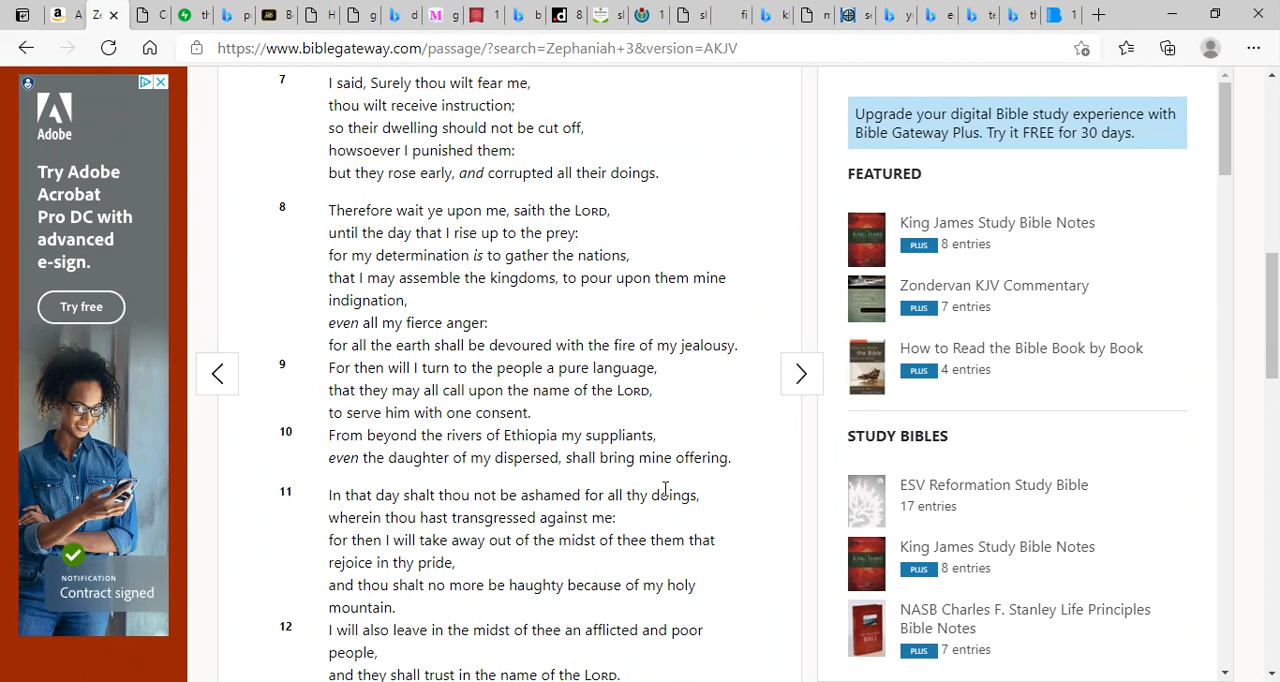 A
Ze
C
th
p
B
H
g
d
g
1
b
8
sl
1
sl
fi
k
m
se
y
e
te
th
1
https://www.biblegateway.com/passage/?search=Zephaniah+3&version=AKJV
Adobe
Try Adobe
Acrobat
Pro DC with
advanced
e-sign.
Try free
NOTIFICATION
Contract signed
7 I said, Surely thou wilt fear me,
thou wilt receive instruction;
so their dwelling should not be cut off,
howsoever I punished them:
but they rose early, and corrupted all their doings.
8 Therefore wait ye upon me, saith the LORD,
until the day that I rise up to the prey:
for my determination is to gather the nations,
that I may assemble the kingdoms, to pour upon them mine
indignation,
even all my fierce anger:
for all the earth shall be devoured with the fire of my jealousy.
9 For then will I turn to the people a pure language,
that they may all call upon the name of the LORD,
to serve him with one consent.
10 From beyond the rivers of Ethiopia my suppliants,
even the daughter of my dispersed, shall bring mine offering.
11 In that day shalt thou not be ashamed for all thy doings,
wherein thou hast transgressed against me:
for then I will take away out of the midst of thee them that
rejoice in thy pride,
and thou shalt no more be haughty because of my holy
mountain.
12 I will also leave in the midst of thee an afflicted and poor
people,
and they shall trust in the name of the LORD.
Upgrade your digital Bible study experience with
Bible Gateway Plus. Try it FREE for 30 days.
FEATURED
King James Study Bible Notes
PLUS 8 entries
Zondervan KJV Commentary
PLUS 7 entries
How to Read the Bible Book by Book
PLUS 4 entries
STUDY BIBLES
ESV Reformation Study Bible
17 entries
King James Study Bible Notes
PLUS 8 entries
NASB Charles F. Stanley Life Principles
Bible Notes
PLUS 7 entries